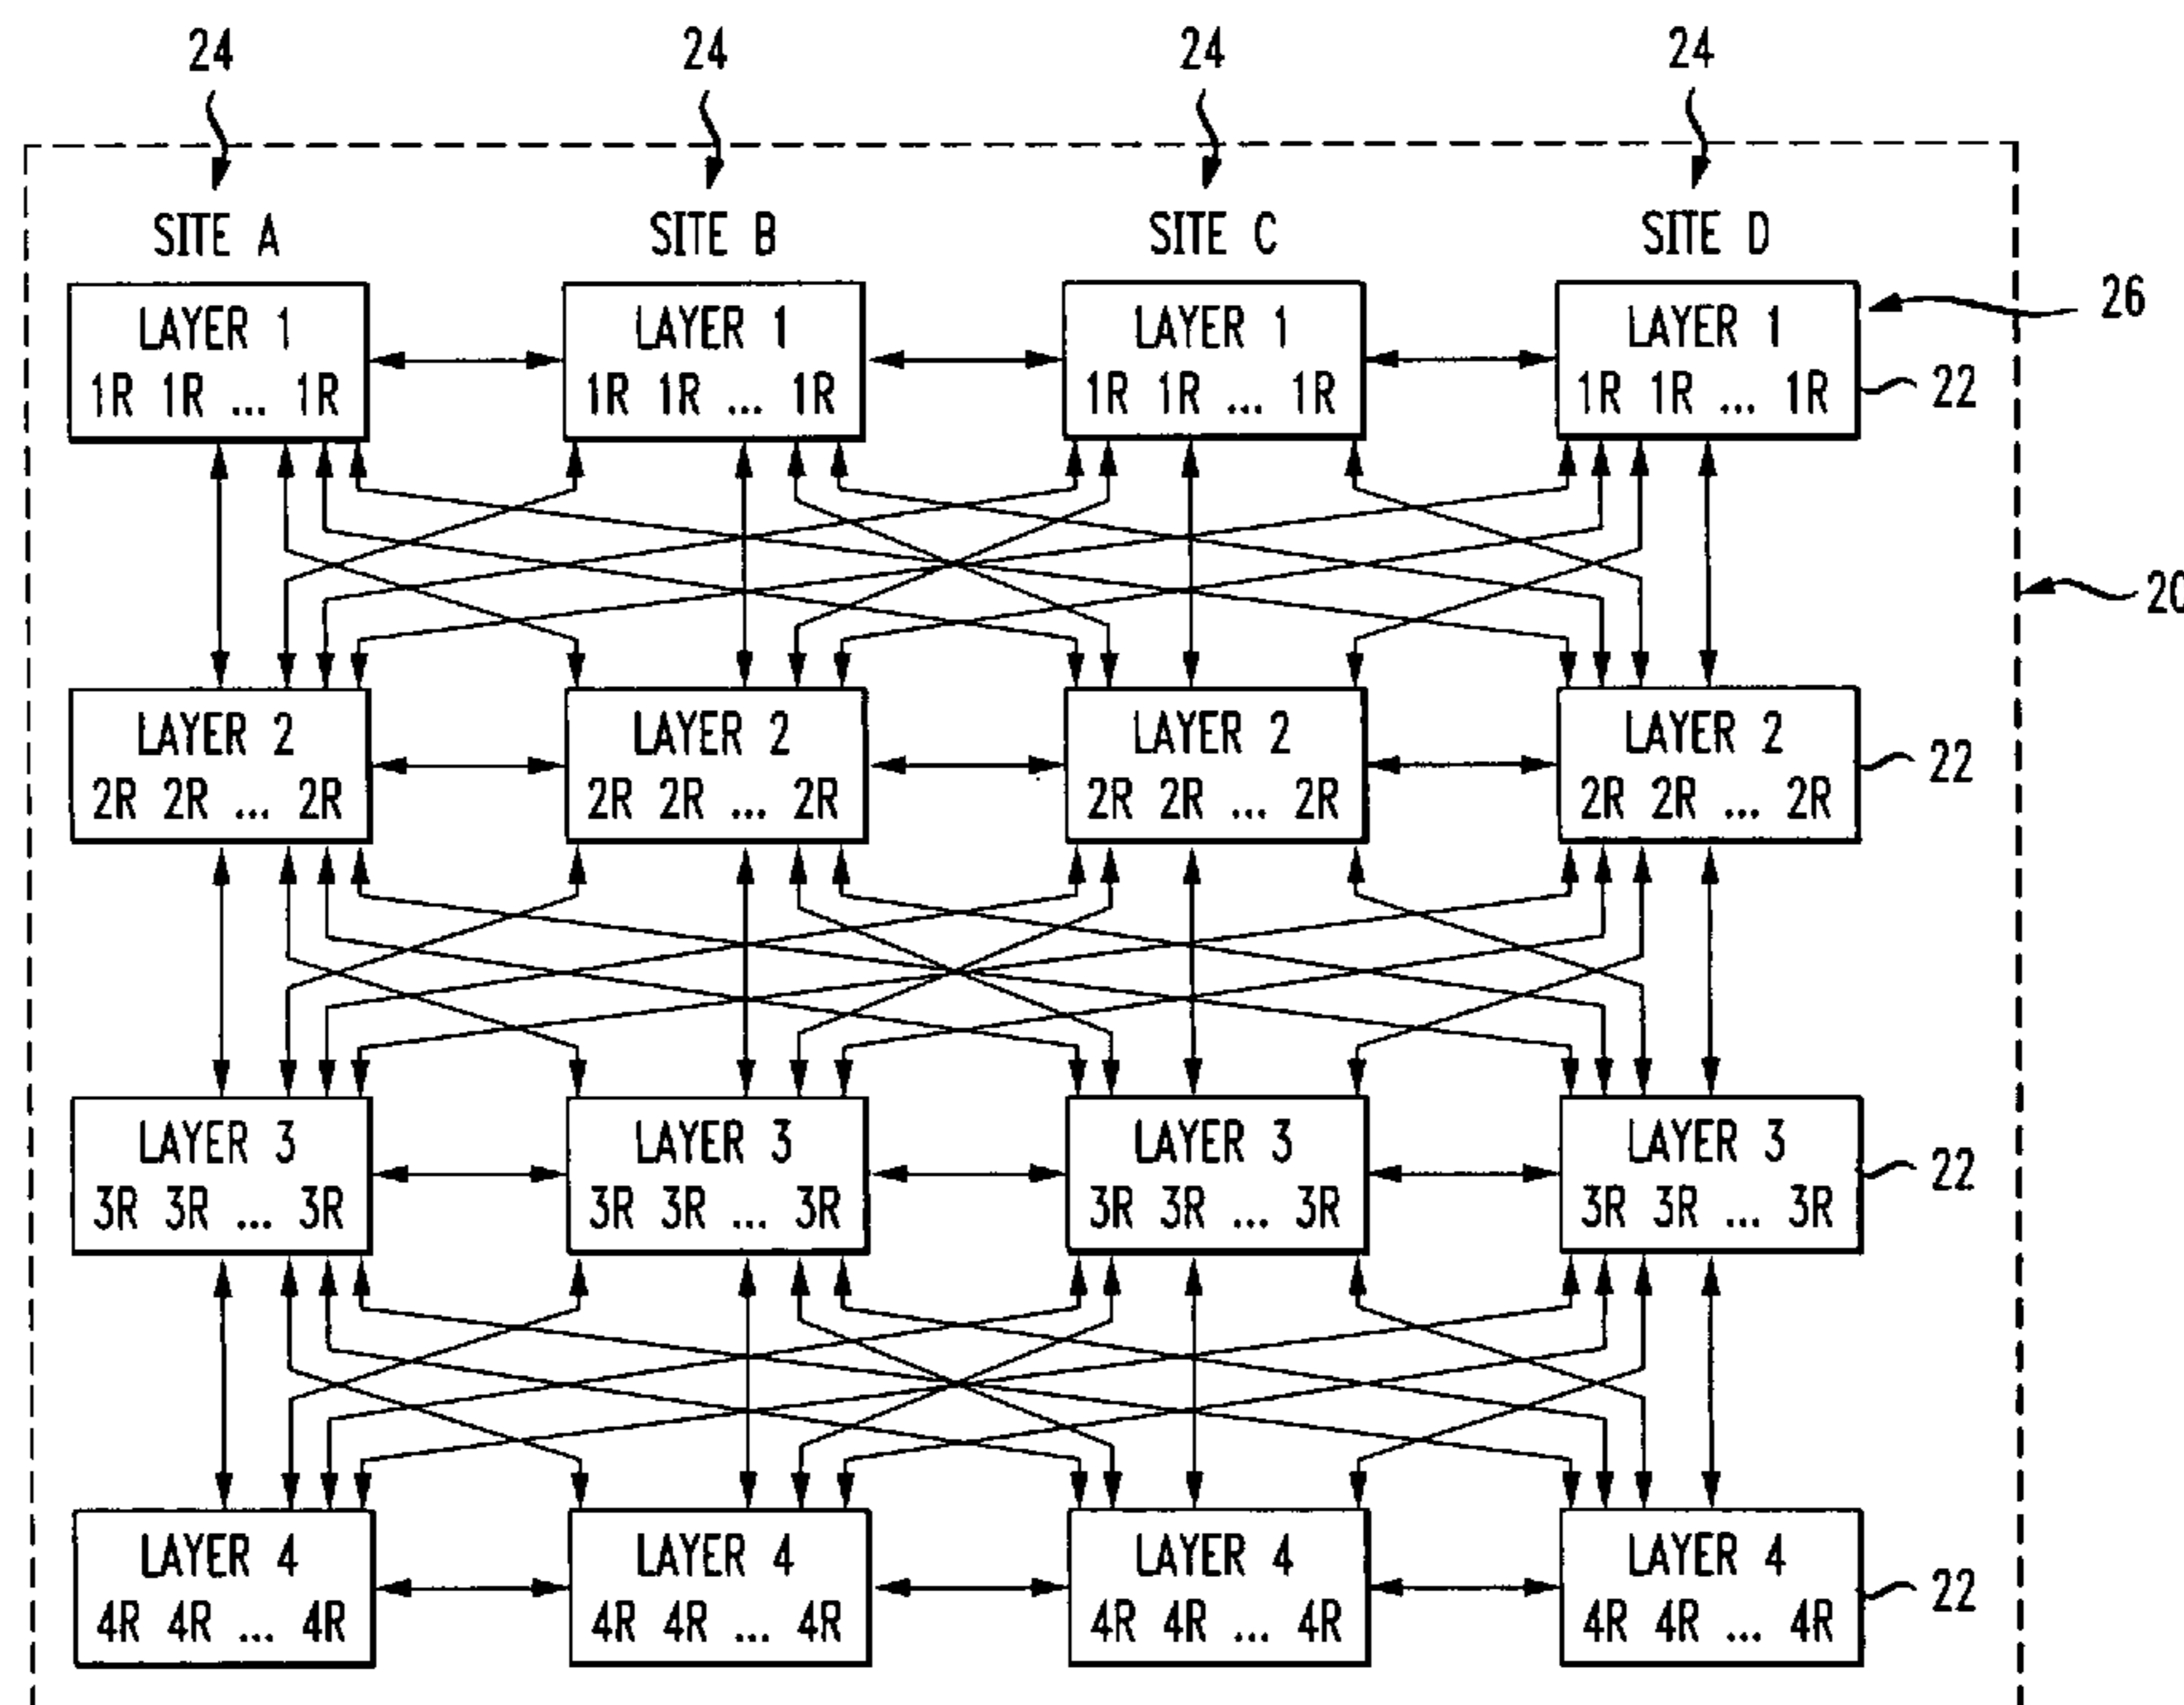 24 24 24 24
SITE A SITE B SITE C SITE D
26
LAYER 1 LAYER 1 LAYER 1 LAYER 1
1R 1R ... 1R 1R 1R ... 1R 1R 1R ... 1R 1R 1R ... 1R 22
20
LAYER 2 LAYER 2 LAYER 2 LAYER 2
22
2R 2R ... 2R 2R 2R ... 2R 2R 2R ... 2R 2R 2R ... 2R
LAYER 3 LAYER 3 LAYER 3 LAYER 3
22
3R 3R ... 3R 3R 3R ... 3R 3R 3R ... 3R 3R 3R ... 3R
LAYER 4 LAYER 4 LAYER 4 LAYER 4
22
4R 4R ... 4R 4R 4R ... 4R 4R 4R ... 4R 4R 4R ... 4R